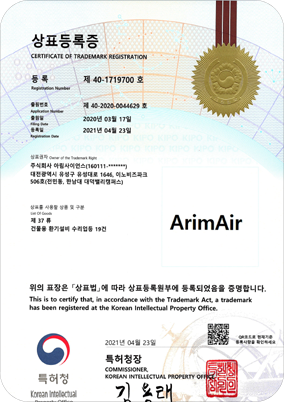 상표등록증
CERTIFICATE OF TRADEMARK REGISTRATION
등록 제 40-1719700 호
Registration Number
출원번호 제 40-2020-0044629 호
Application Number
출원일 2020년 03월 17일
Filing Date
등록일 2021년 04월 23일
Registration Date
상표권자 Owner of the Trademark Right
주식회사 아림사이언스(160111-*******)
대전광역시 유성구 유성대로 1646, 이노비즈파크
506호(전민동, 한남대 대덕밸리캠퍼스)
상표를 사용할 상품 및 구분
List Of Goods
제 37 류
건물용 환기설비 수리업등 19건
ArimAir
위의 표장은 「상표법」에 따라 상표등록원부에 등록되었음을 증명합니다.
This is to certify that, in accordance with the Trademark Act, a trademark
has been registered at the Korean Intellectual Property Office.
QR코드로 현재기준
등록사항을 확인하세요
2021년 04월 23일
특허청장
COMMISSIONER,
KOREAN INTELLECTUAL PROPERTY OFFICE
특허청
Korean Intellectual
Property Office
김용래